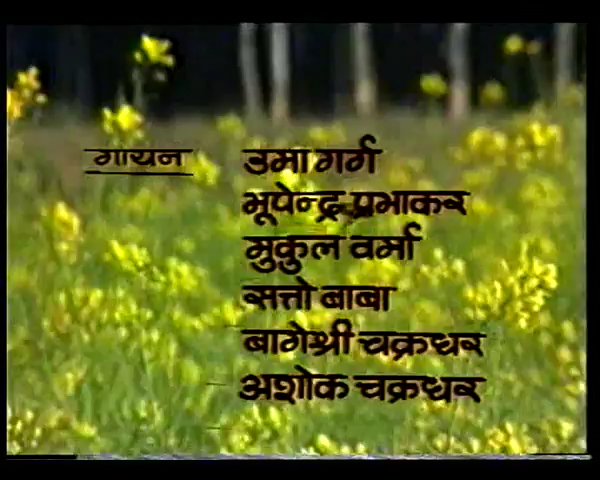 गायन
उमा गर्ग
भूपेन्द्र प्रभाकर
मुकुल वर्मा
सत्तो बाबा
बागेश्री चक्रधर
अशोक चक्रधर